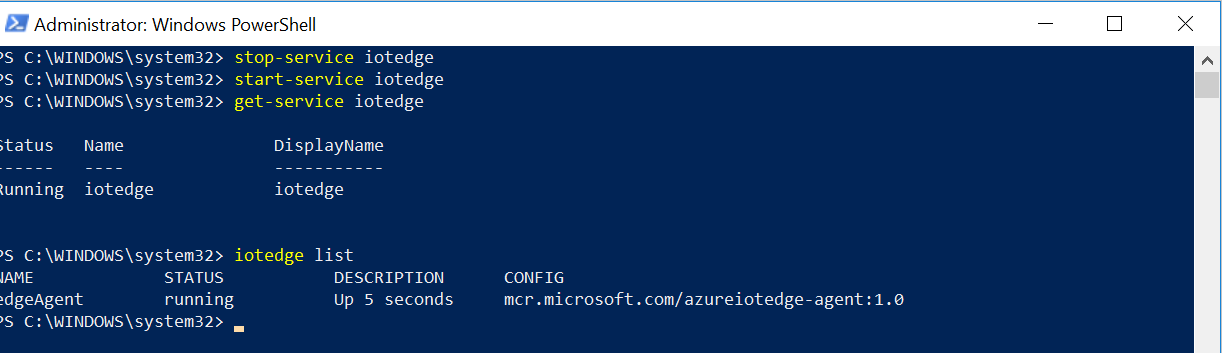 Administrator: Windows PowerShell
PS C:\WINDOWS\system32> stop-service iotedge
PS C:\WINDOWS\system32> start-service iotedge
PS C:\WINDOWS\system32> get-service iotedge
Status   Name               DisplayName
------   ----               -----------
Running  iotedge            iotedge
PS C:\WINDOWS\system32> iotedge list
NAME             STATUS           DESCRIPTION      CONFIG
edgeAgent        running          Up 5 seconds     mcr.microsoft.com/azureiotedge-agent:1.0
PS C:\WINDOWS\system32>